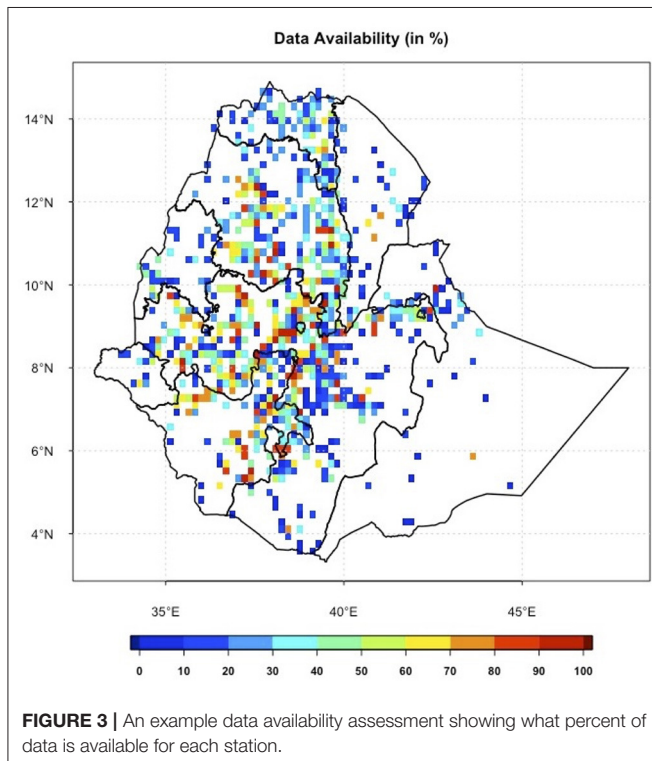 Data Availability (in %)
14°N
12°N
10°N
8°N
6°N
4°N
35°E 40°E 45°E
0 10 20 30 40 50 60 70 80 90 100
FIGURE 3 | An example data availability assessment showing what percent of
data is available for each station.